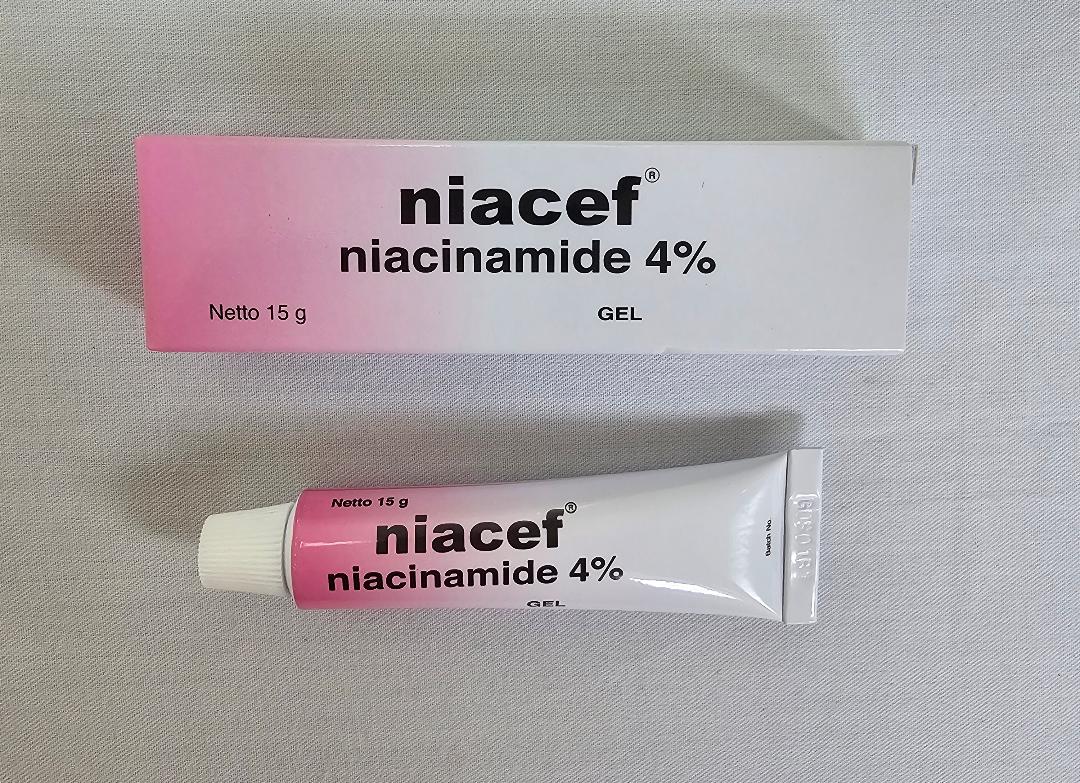 niacef®
niacinamide 4%
Netto 15 g GEL
Netto 15 g
niacef®
niacinamide 4%
GEL
Batch No.